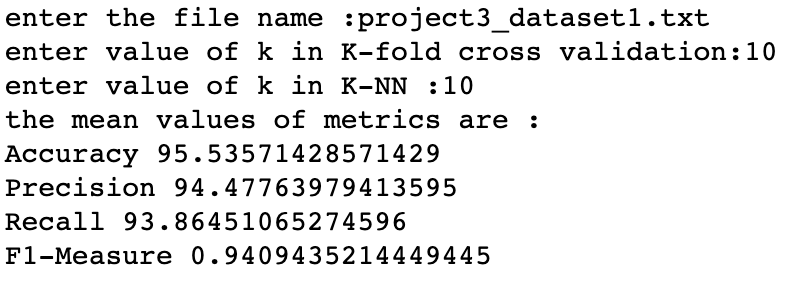 enter the file name :project3_dataset1.txt
enter value of k in K-fold cross validation:10
enter value of k in K-NN :10
the mean values of metrics are :
Accuracy 95.53571428571429
Precision 94.47763979413595
Recall 93.86451065274596
F1-Measure 0.9409435214449445